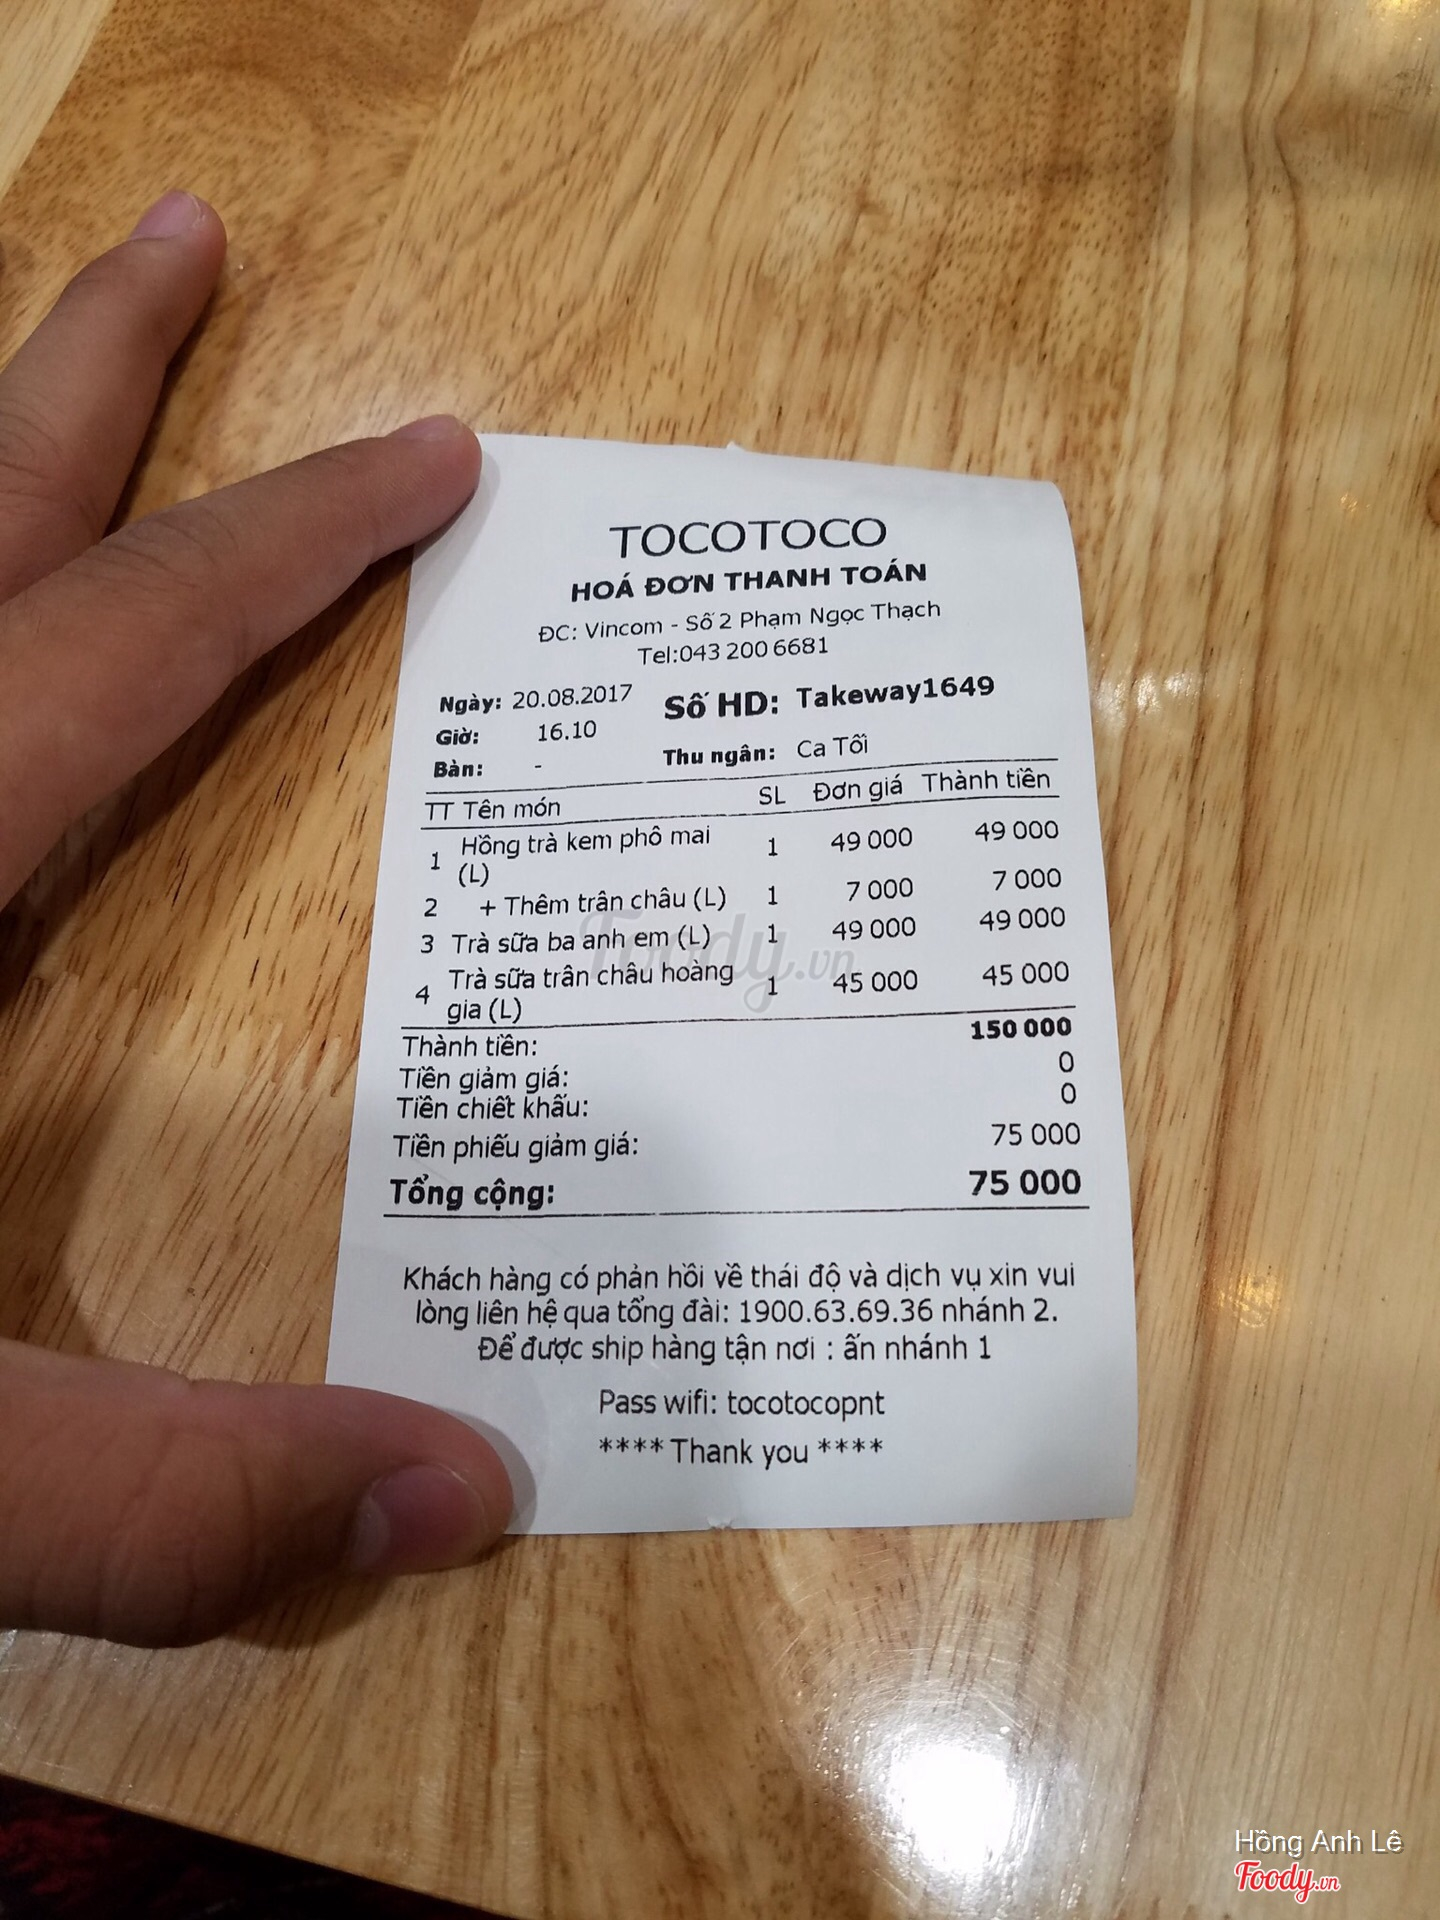 TOCOTOCO
HOÁ ĐƠN THANH TOÁN
ĐC: Vincom - Số 2 Phạm Ngọc Thạch
Tel:043 200 6681
Ngày: 20.08.2017 Số HD: Takeway1649
Giờ: 16.10
Bàn: - Thu ngân: Ca Tối
TT Tên món SL Đơn giá Thành tiền
1 Hồng trà kem phô mai 1 49 000 49 000
(L)
2 + Thêm trân châu (L) 1 7 000 7 000
3 Trà sữa ba anh em (L) 1 49 000 49 000
4 Trà sữa trân châu hoàng 1 45 000 45 000
gia (L)
Thành tiền: 150 000
Tiền giảm giá: 0
Tiền chiết khấu: 0
Tiền phiếu giảm giá: 75 000
Tổng cộng: 75 000
Khách hàng có phản hồi về thái độ và dịch vụ xin vui
lòng liên hệ qua tổng đài: 1900.63.69.36 nhánh 2.
Để được ship hàng tận nơi : ấn nhánh 1
Pass wifi: tocotocopnt
**** Thank you ****
Foody.vn
Hồng Anh Lê
Foody.vn